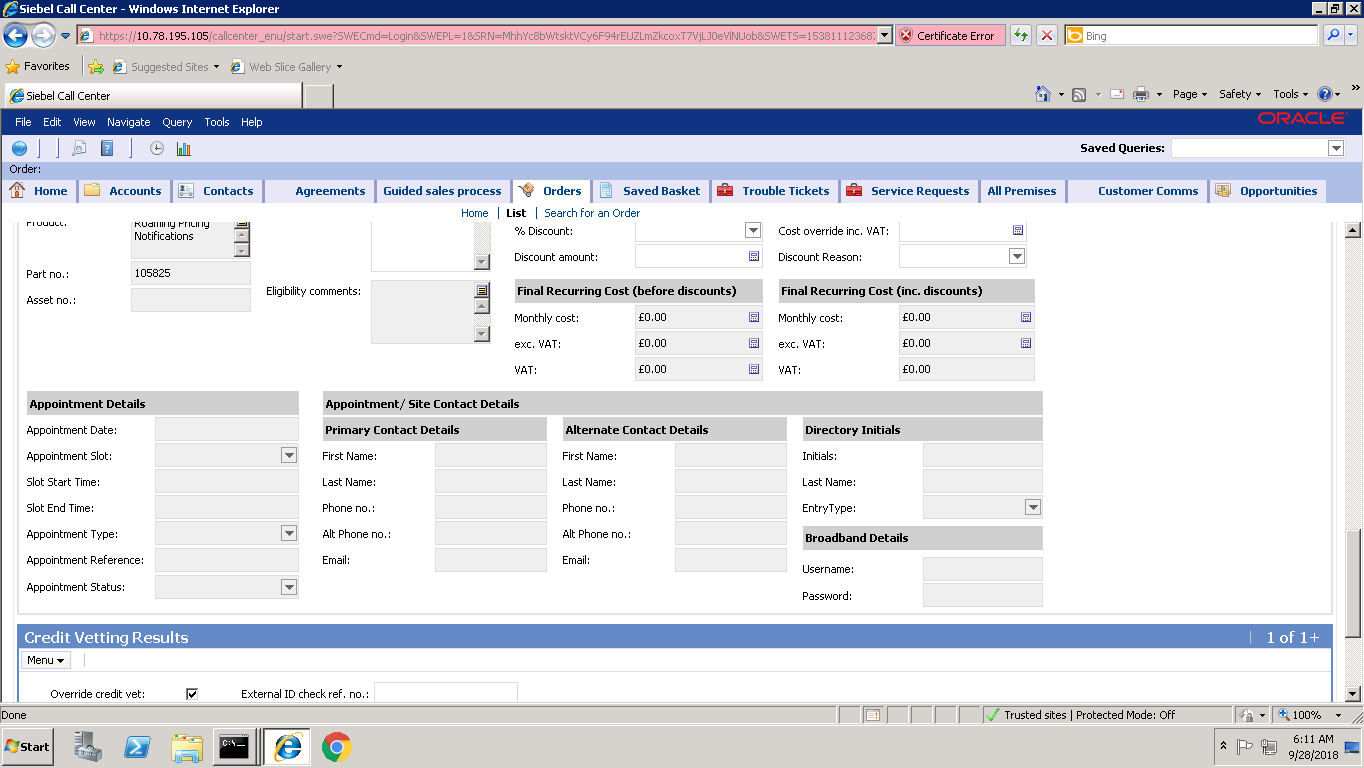 Siebel Call Center - Windows Internet Explorer
https://10.78.195.105/callcenter_enu/start.swe?SWECmd=Login&SWEPL=1&SRN=
Certificate Error
Bing
Favorites Suggested Sites Web Slice Gallery
Siebel Call Center
Page Safety Tools
File Edit View Navigate Query Tools Help
ORACLE
Saved Queries:
Order:
Home Accounts Contacts Agreements Guided sales process Orders Saved Basket Trouble Tickets Service Requests All Premises Customer Comms Opportunities
Home List Search for an Order
Product: Roaming Pricing % Discount: Cost override inc. VAT:
Notifications
Discount amount: Discount Reason:
Part no.: 105825
Asset no.: Eligibility comments: Final Recurring Cost (before discounts) Final Recurring Cost (inc. discounts)
Monthly cost: £0.00 Monthly cost: £0.00
exc. VAT: £0.00 exc. VAT: £0.00
VAT: £0.00 VAT: £0.00
Appointment Details Appointment/ Site Contact Details
Appointment Date: Primary Contact Details Alternate Contact Details Directory Initials
Appointment Slot: First Name: First Name: Initials:
Slot Start Time: Last Name: Last Name: Last Name:
Slot End Time: Phone no.: Phone no.: EntryType:
Appointment Type: Alt Phone no.: Alt Phone no.: Broadband Details
Appointment Reference: Email: Email: Username:
Appointment Status: Password:
Credit Vetting Results 1 of 1+
Menu
Override credit vet: External ID check ref. no.:
Done Trusted sites | Protected Mode: Off 100%
Start 6:11 AM
9/28/2018